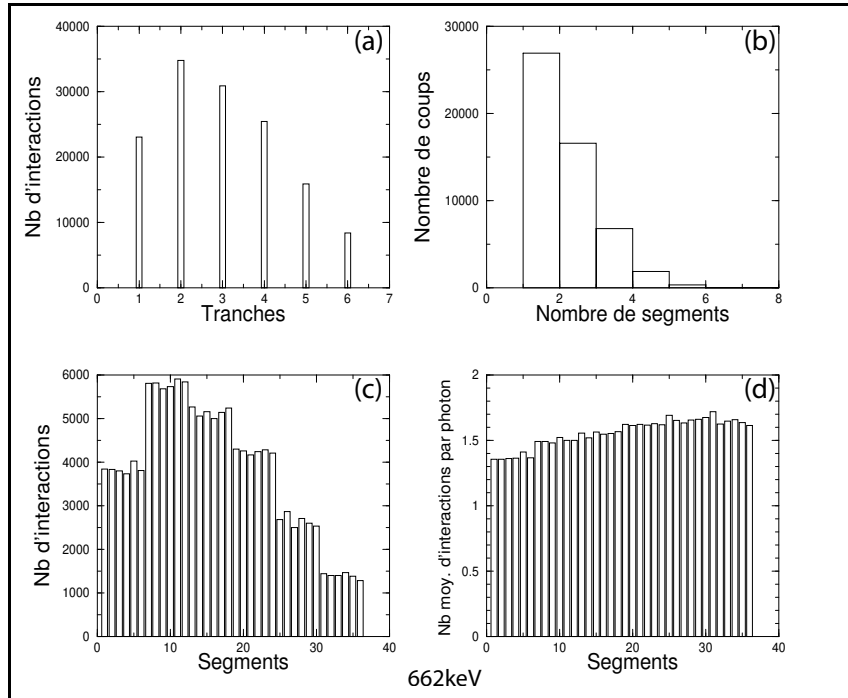 (a)
Nb d'interactions
40000
30000
20000
10000
0
0 1 2 3 4 5 6 7
Tranches
(b)
Nombre de coups
30000
20000
10000
0
0 2 4 6 8
Nombre de segments
(c)
Nb d'interactions
6000
5000
4000
3000
2000
1000
0
0 10 20 30 40
Segments
(d)
Nb moy. d'interactions par photon
2
1.5
1
0.5
0
0 10 20 30 40
Segments
662keV